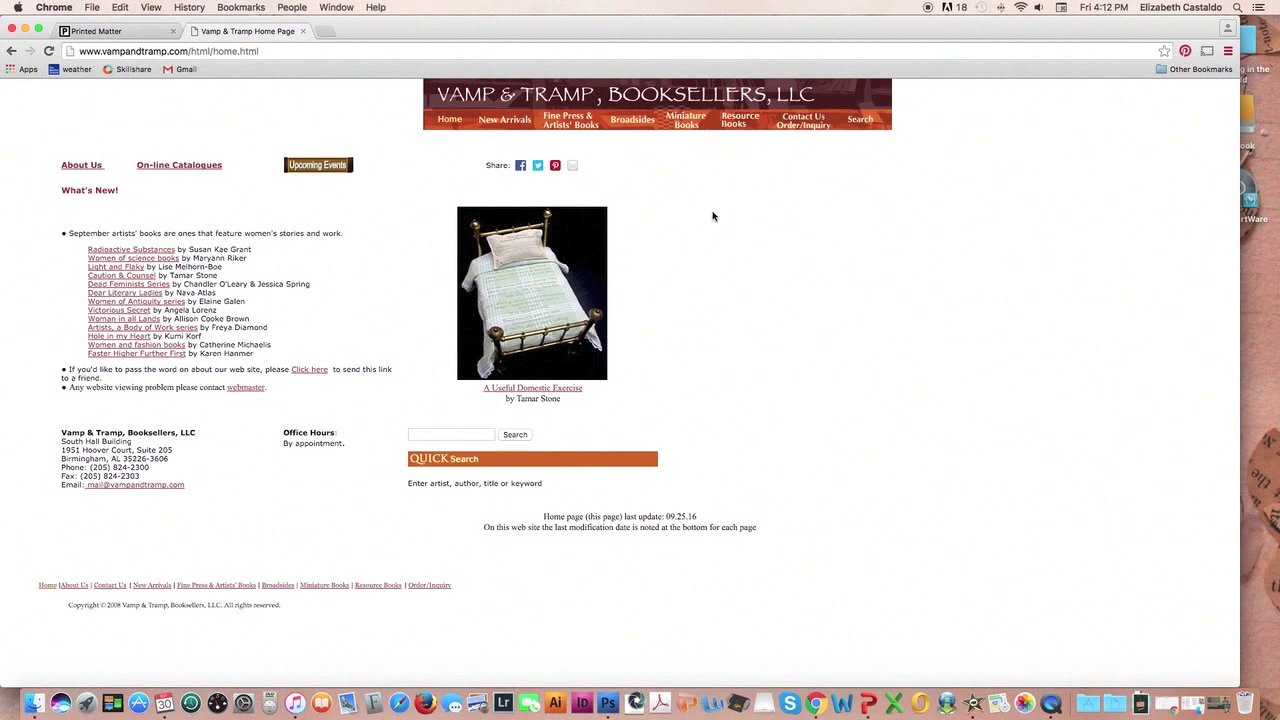 Chrome File Edit View History Bookmarks People Window Help
18 Fri 4:12 PM Elizabeth Castaldo
Printed Matter
Vamp & Tramp Home Page
www.vampandtramp.com/html/home.html
Apps weather Skillshare Gmail Other Bookmarks
VAMP & TRAMP, BOOKSELLERS, LLC
Home New Arrivals Fine Press & Artists' Books Broadsides Miniature Books Resource Books Contact Us Order/Inquiry Search
About Us On-line Catalogues Upcoming Events Share:
What's New!
● September artists' books are ones that feature women's stories and work.
Radioactive Substances by Susan Kae Grant
Women of science books by Maryann Riker
Light and Flaky by Lise Melhorn-Boe
Caution & Counsel by Tamar Stone
Dead Feminists Series by Chandler O'Leary & Jessica Spring
Dear Literary Ladies by Nava Atlas
Women of Antiquity series by Elaine Galen
Victorious Secret by Angela Lorenz
Woman in all Lands by Allison Cooke Brown
Artists, a Body of Work series by Freya Diamond
Hole in my Heart by Kumi Korf
Women and fashion books by Catherine Michaelis
Faster Higher Further First by Karen Hanmer
● If you'd like to pass the word on about our web site, please Click here to send this link
to a friend.
● Any website viewing problem please contact webmaster.
A Useful Domestic Exercise
by Tamar Stone
Vamp & Tramp, Booksellers, LLC
South Hall Building
1951 Hoover Court, Suite 205
Birmingham, AL 35226-3606
Phone: (205) 824-2300
Fax: (205) 824-2303
Email: mail@vampandtramp.com
Office Hours:
By appointment.
Search
QUICK Search
Enter artist, author, title or keyword
Home page (this page) last update: 09.25.16
On this web site the last modification date is noted at the bottom for each page
Home |About Us | Contact Us | New Arrivals | Fine Press & Artists' Books | Broadsides | Miniature Books | Resource Books | Order/Inquiry
Copyright © 2008 Vamp & Tramp, Booksellers, LLC. All rights reserved.
30 Lr Ai Id Ps